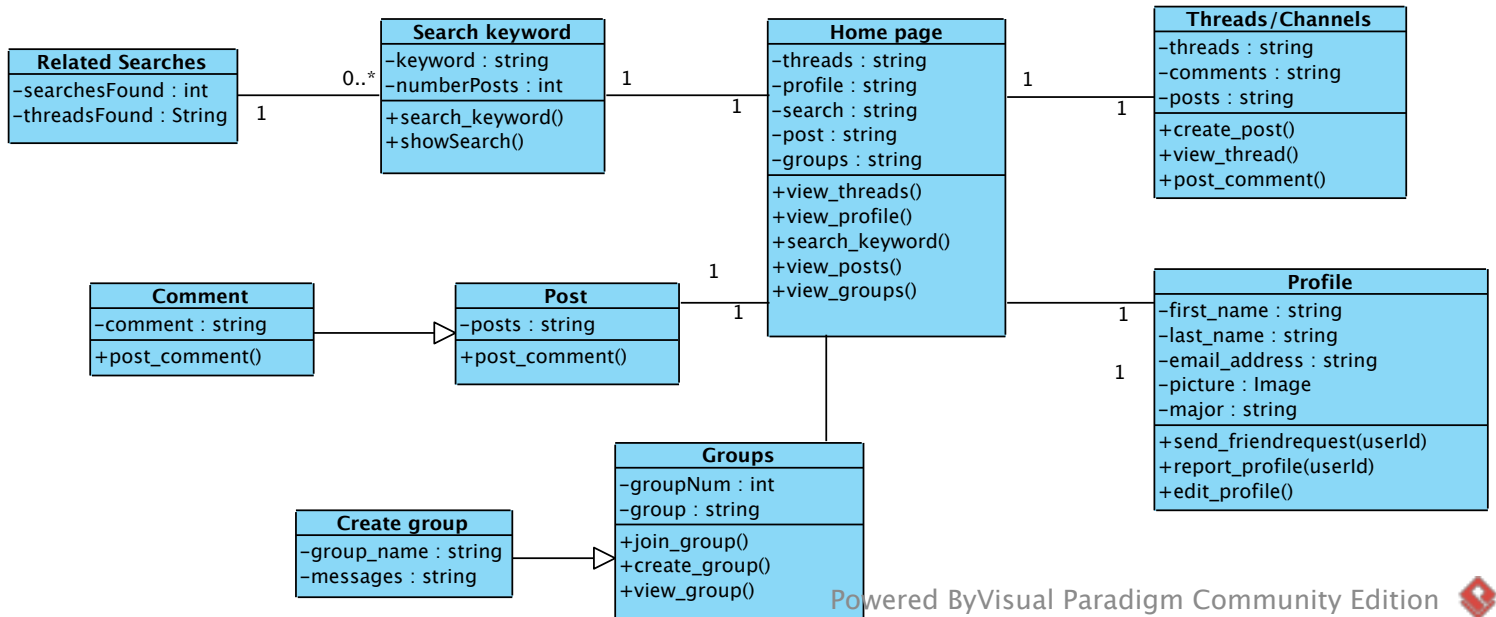 Related Searches
-searchesFound : int
-threadsFound : String
1
0..*
Search keyword
-keyword : string
-numberPosts : int
+search_keyword()
+showSearch()
1
1
Home page
-threads : string
-profile : string
-search : string
-post : string
-groups : string
+view_threads()
+view_profile()
+search_keyword()
+view_posts()
+view_groups()
1
1
Threads/Channels
-threads : string
-comments : string
-posts : string
+create_post()
+view_thread()
+post_comment()
Comment
-comment : string
+post_comment()
Post
-posts : string
+post_comment()
1
1
1
1
Profile
-first_name : string
-last_name : string
-email_address : string
-picture : Image
-major : string
+send_friendrequest(userId)
+report_profile(userId)
+edit_profile()
Create group
-group_name : string
-messages : string
Groups
-groupNum : int
-group : string
+join_group()
+create_group()
+view_group()
Powered ByVisual Paradigm Community Edition